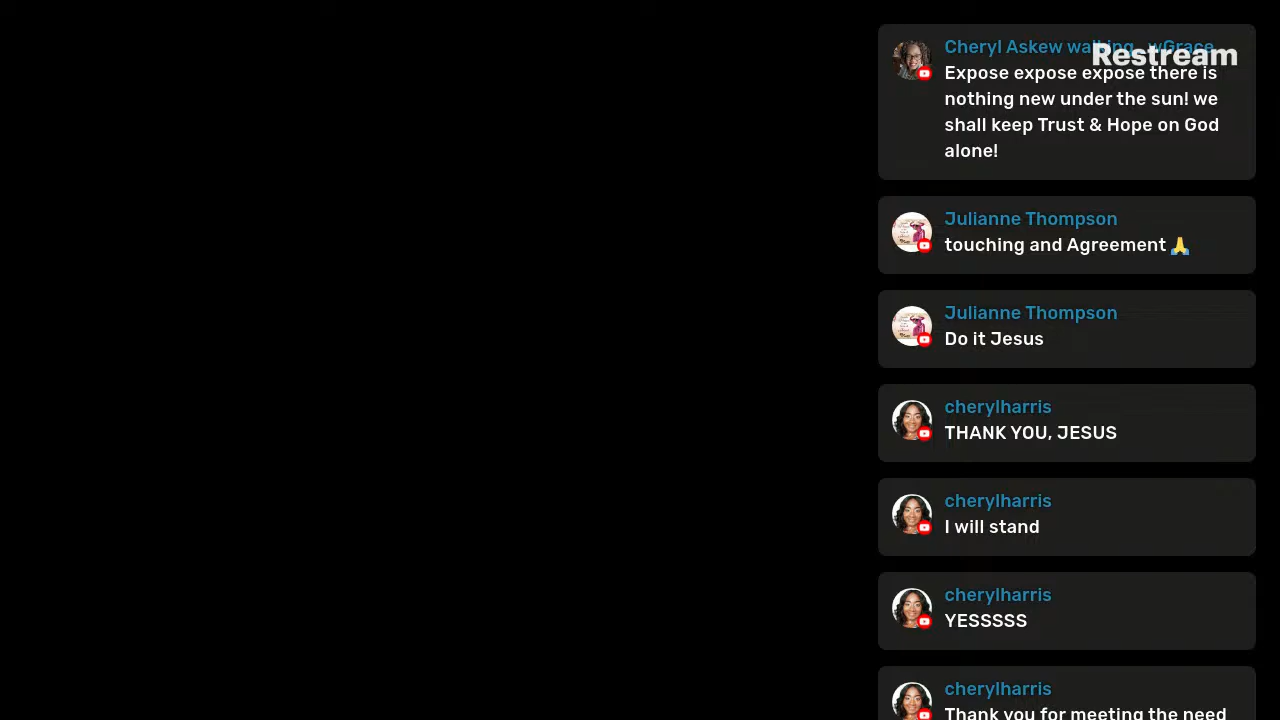 Cheryl Askew walking...wGrace
Restream
Expose expose expose there is
nothing new under the sun! we
shall keep Trust & Hope on God
alone!
Julianne Thompson
touching and Agreement 🙏
Julianne Thompson
Do it Jesus
cherylharris
THANK YOU, JESUS
cherylharris
I will stand
cherylharris
YESSSSS
cherylharris
Thank you for meeting the need